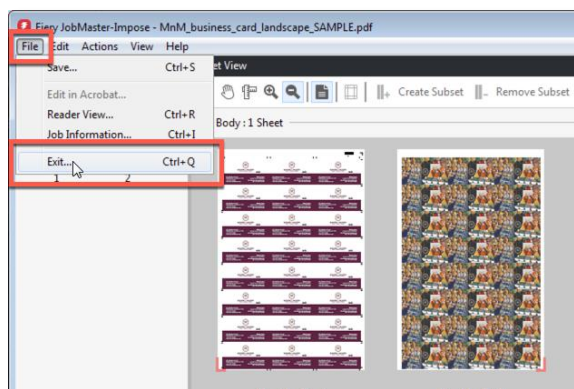 Fiery JobMaster-Impose - MnM_business_card_landscape_SAMPLE.pdf
File Edit Actions View Help
Save... Ctrl+S
et View
Edit in Acrobat...
Reader View... Ctrl+R
Job Information... Ctrl+I
Create Subset Remove Subset
Body : 1 Sheet
Exit... Ctrl+Q
1 2